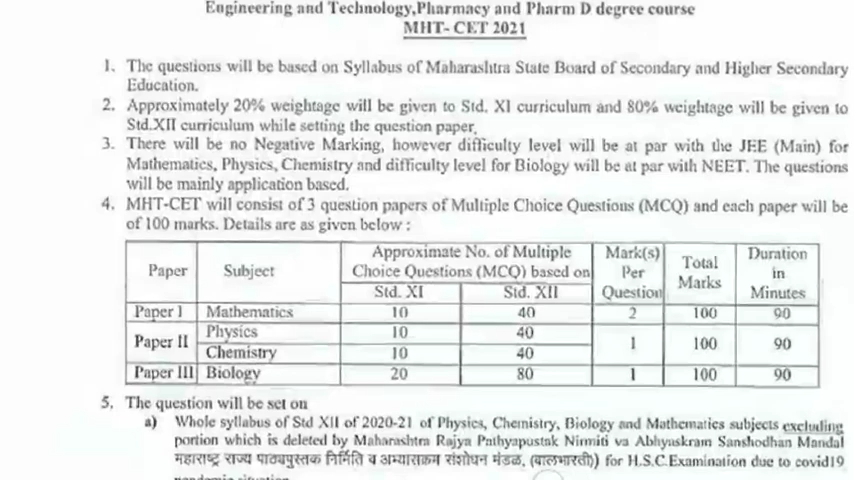 Engineering and Technology,Pharmacy and Pharm D degree course
MHT- CET 2021
1. The questions will be based on Syllabus of Maharashtra State Board of Secondary and Higher Secondary
Education.
2. Approximately 20% weightage will be given to Std. XI curriculum and 80% weightage will be given to
Std.XII curriculum while setting the question paper.
3. There will be no Negative Marking, however difficulty level will be at par with the JEE (Main) for
Mathematics, Physics, Chemistry and difficulty level for Biology will be at par with NEET. The questions
will be mainly application based.
4. MHT-CET will consist of 3 question papers of Multiple Choice Questions (MCQ) and each paper will be
of 100 marks. Details are as given below :
Paper Subject Approximate No. of Multiple Choice Questions (MCQ) based on Mark(s) Per Question Total Marks Duration in Minutes
Std. XI Std. XII
Paper I Mathematics 10 40 2 100 90
Paper II Physics 10 40 1 100 90
Chemistry 10 40
Paper III Biology 20 80 1 100 90
5. The question will be set on
a) Whole syllabus of Std XII of 2020-21 of Physics, Chemistry, Biology and Mathematics subjects excluding
portion which is deleted by Maharashtra Rajya Pathyapustak Nirmiti va Abhyaskram Sanshodhan Mandal
महाराष्ट्र राज्य पाठ्यपुस्तक निर्मिती व अभ्यासक्रम संशोधन मंडळ, (बालभारती) for H.S.C.Examination due to covid19
pandemic situation